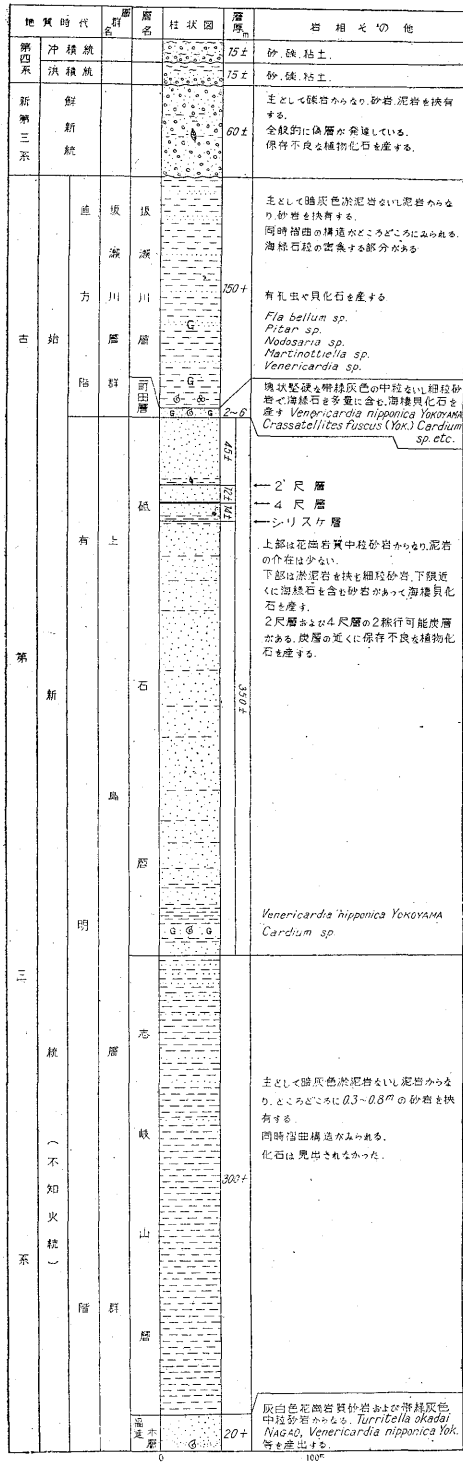 地質時代
層群名
層名
柱状図
層厚m
岩相その他
第四系
沖積統
15±
砂、礫、粘土.
洪積統
15±
砂、礫、粘土.
新第三系
鮮新統
60±
主として礫岩からなり、砂岩、泥岩を挾有
する.
全般的に偽層が発達している.
保存不良な植物化石を産する.
古第三系
始新統
(不知火統)
直方階
坂瀬川層群
坂瀬川層
150+
主として暗灰色淤泥岩ないし泥岩からな
り、砂岩を挾有する.
同時褶曲の構造がところどころにみられる.
海緑石粒の密集する部分がある
有孔虫や貝化石を産する.
Flabellum sp.
Pitar sp.
Nodosaria sp.
Martinottiella sp.
Venericardia sp.
G
G
前田層
G G G
2~6
塊状堅硬な帯緑灰色の中粒ないし細粒砂
岩で海緑石を多量に含む、海棲貝化石を
産す Venericardia nipponica YOKOYAMA
Crassatellites fuscus (YOK.) Cardium
sp. etc.
有明階
上島層群
砥石層
45±
12±
14±
350±
2尺層
4尺層
シリスケ層
上部は花崗岩質中粒砂岩からなり、泥岩
の介在は少ない.
下部は淤泥岩を挾む細粒砂岩、下限近
くに海緑石を含む砂岩があって海棲貝化
石を産す.
2尺層および4尺層の2稼行可能炭層
がある、炭層の近くに保存不良な植物化
石を産する.
Venericardia nipponica YOKOYAMA
Cardium sp.
G G G
志岐山層
300+
主として暗灰色淤泥岩ないし泥岩からな
り、ところどころに0.3~0.8mの砂岩を挾
有する.
同時褶曲構造がみられる.
化石は見出されなかった.
20+
灰白色花崗岩質砂岩および帯緑灰色
中粒砂岩からなる. Turritella okadai
NAGAO, Venericardia nipponica Yok.
等を産出する.
0
100m